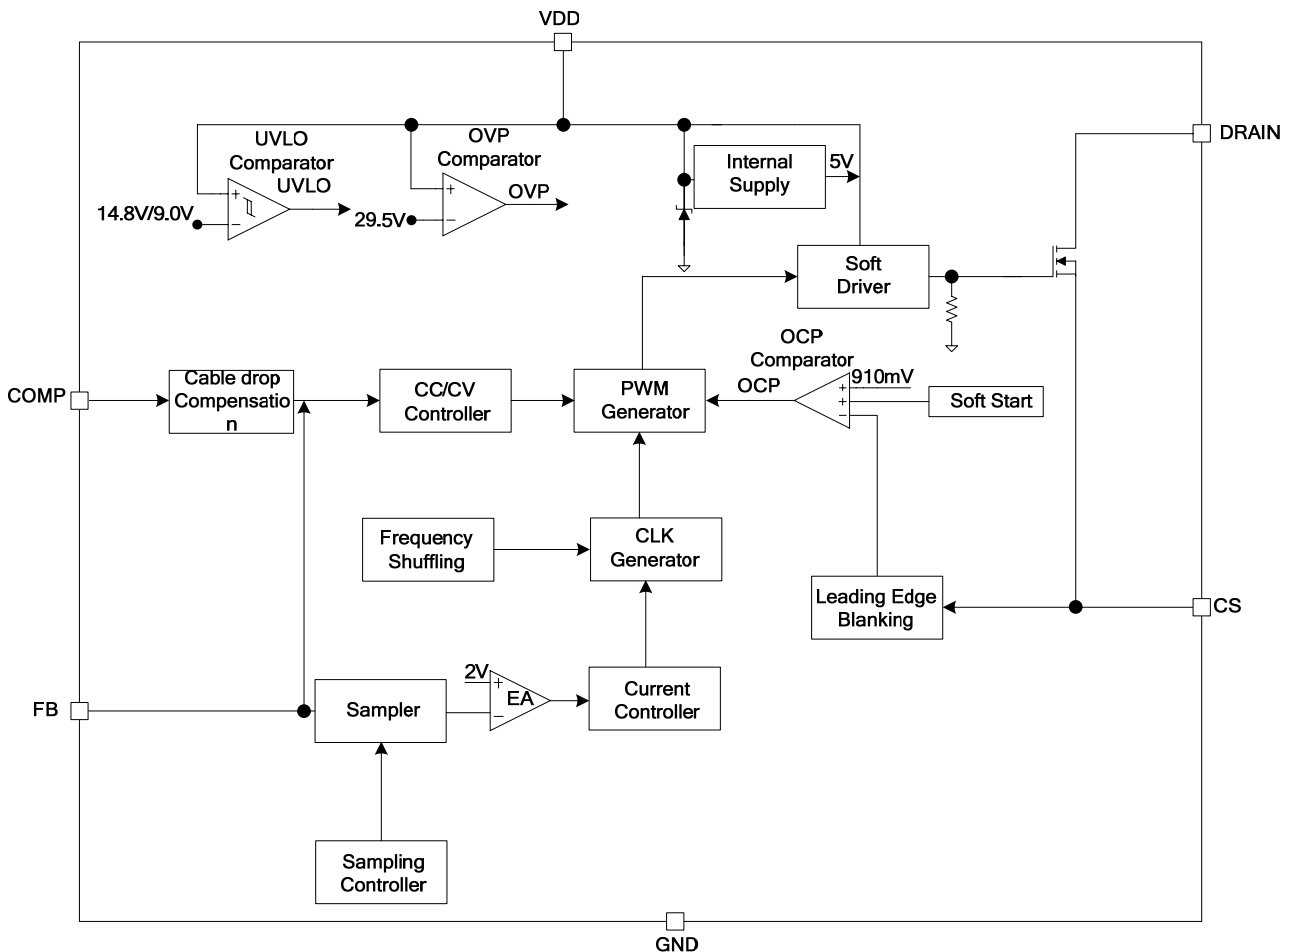 VDD
UVLO
Comparator
UVLO
+
−
14.8V/9.0V
OVP
Comparator
OVP
+
−
29.5V
Internal
Supply
5V
DRAIN
Soft
Driver
COMP
Cable drop
Compensatio
n
CC/CV
Controller
PWM
Generator
OCP
Comparator
OCP
910mV
+
+
−
Soft Start
Frequency
Shuffling
CLK
Generator
Leading Edge
Blanking
CS
FB
Sampler
2V
+
−
EA
Current
Controller
Sampling
Controller
GND